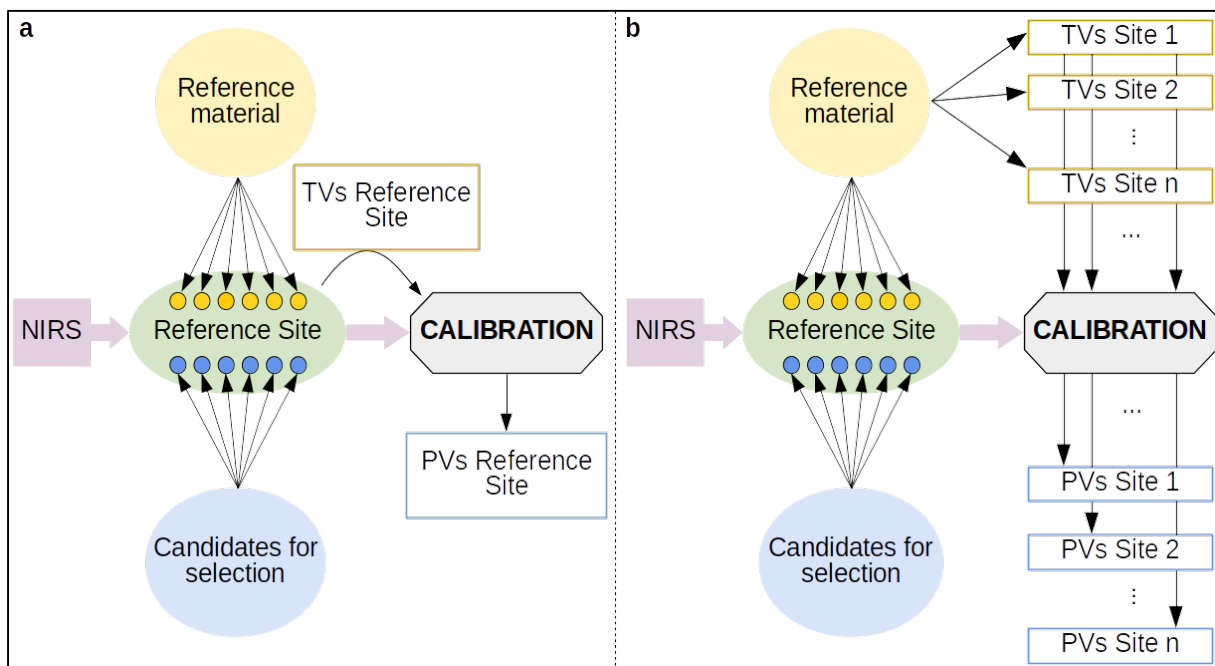 a
Reference
material
TVs Reference
Site
NIRS
Reference Site
CALIBRATION
PVs Reference
Site
Candidates for
selection
b
Reference
material
TVs Site 1
TVs Site 2
⋮
TVs Site n
...
NIRS
Reference Site
CALIBRATION
...
PVs Site 1
PVs Site 2
⋮
PVs Site n
Candidates for
selection